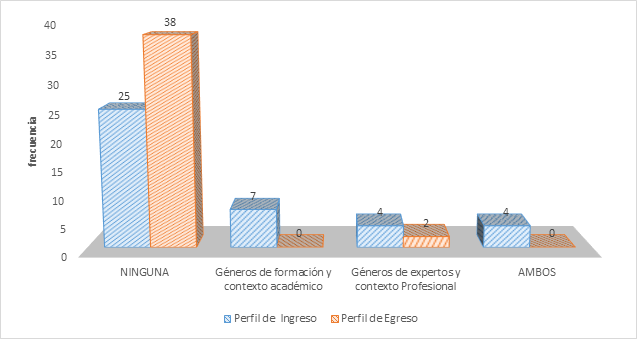 40
35
30
25
20
15
10
5
0
frecuencia
25
38
7
0
4
2
4
0
NINGUNA
Géneros de formación y
contexto académico
Géneros de expertos y
contexto Profesional
AMBOS
Perfil de Ingreso
Perfil de Egreso